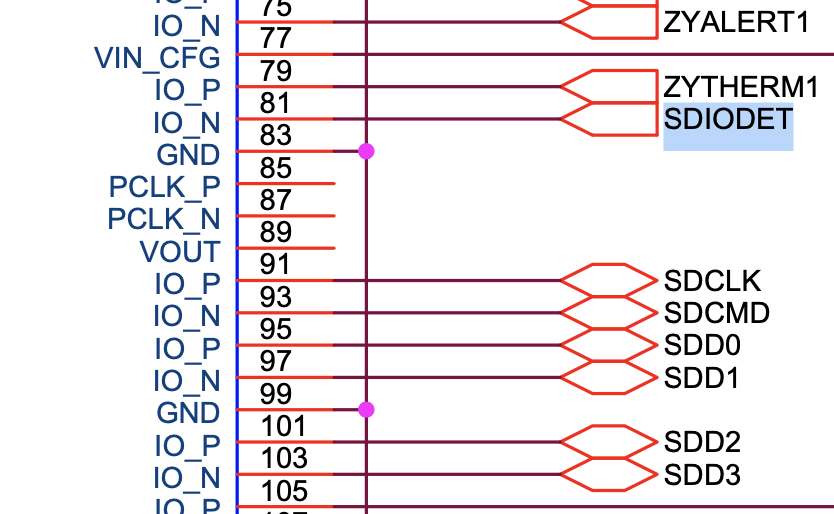 IO_N 75 ZYALERT1
VIN_CFG 77
IO_P 79 ZYTHERM1
IO_N 81 SDIODET
GND 83
PCLK_P 85
PCLK_N 87
VOUT 89
IO_P 91 SDCLK
IO_N 93 SDCMD
IO_P 95 SDD0
IO_N 97 SDD1
GND 99
IO_P 101 SDD2
IO_N 103 SDD3
IO_P 105